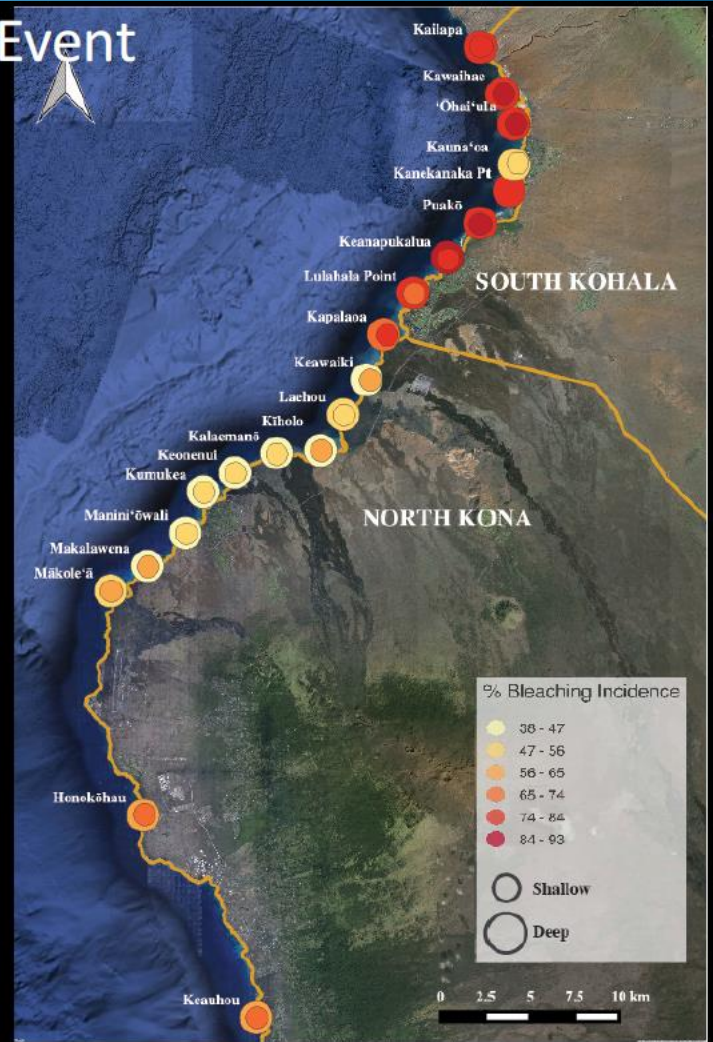 Event
Kailapa
Kawaihae
ʻŌhaiʻula
Kaunaʻoa
Kanekanaka Pt
Puakō
Keanapukalua
Lulahala Point
SOUTH KOHALA
Kapalaoa
Keawaiki
Laehou
Kīholo
Kalaemanō
Keonenui
Kumukea
NORTH KONA
Maniniʻōwali
Makalawena
Mākoleʻā
% Bleaching Incidence
38 - 47
47 - 56
56 - 65
65 - 74
74 - 84
84 - 93
Honokōhau
Shallow
Deep
Keauhou
0 2.5 5 7.5 10 km